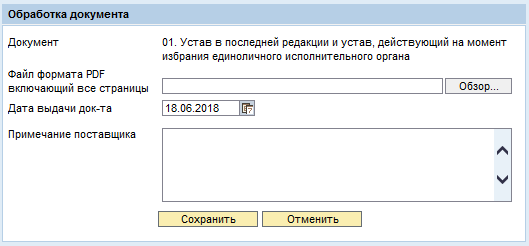 Обработка документа
Документ
01. Устав в последней редакции и устав, действующий на момент
избрания единоличного исполнительного органа
Файл формата PDF
включающий все страницы
Обзор...
Дата выдачи док-та
18.06.2018
Примечание поставщика
Сохранить
Отменить